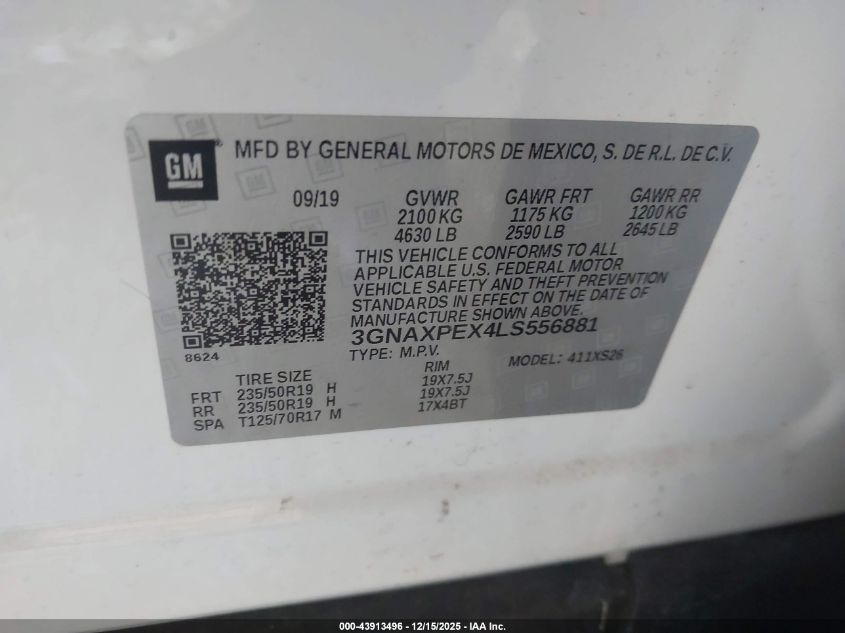 GM
®
MFD BY GENERAL MOTORS DE MEXICO, S. DE R.L. DE C.V.
09/19 GVWR GAWR FRT GAWR RR
2100 KG 1175 KG 1200 KG
4630 LB 2590 LB 2645 LB
THIS VEHICLE CONFORMS TO ALL
APPLICABLE U.S. FEDERAL MOTOR
VEHICLE SAFETY AND THEFT PREVENTION
STANDARDS IN EFFECT ON THE DATE OF
MANUFACTURE SHOWN ABOVE.
3GNAXPEX4LS556881
8624
TYPE: M.P.V. MODEL: 411XS26
TIRE SIZE RIM
FRT 235/50R19 H 19X7.5J
RR 235/50R19 H 19X7.5J
SPA T125/70R17 M 17X4BT
000-43913496 - 12/15/2025 - IAA Inc.